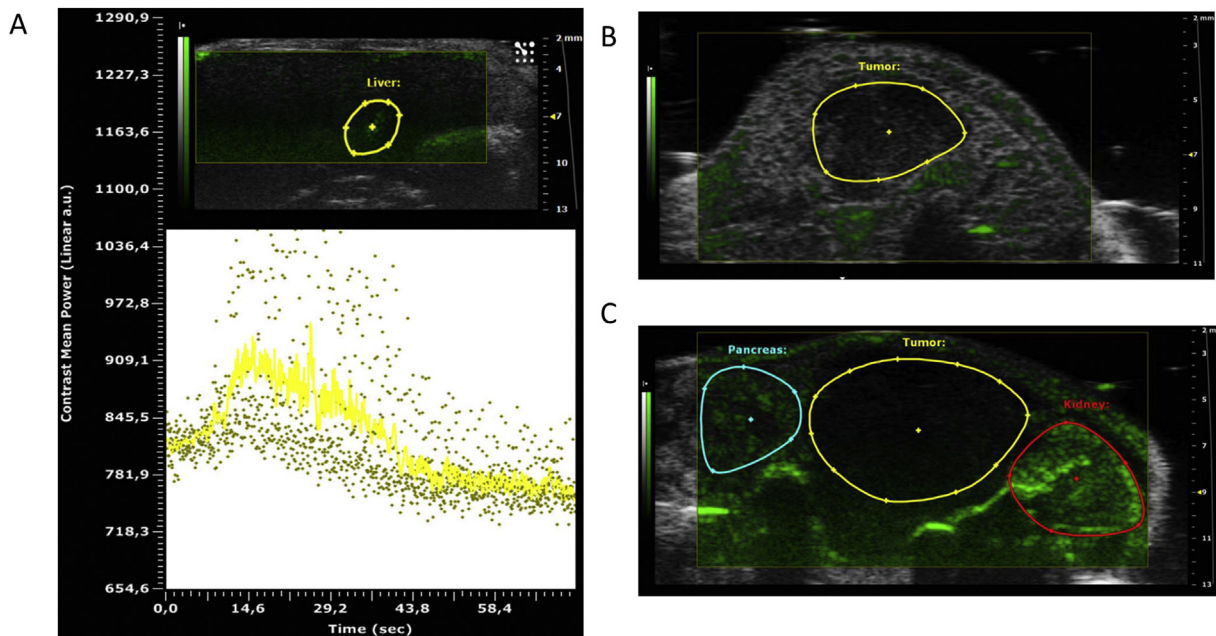 A
1290,9
1227,3
1163,6
1100,0
1036,4
972,8
909,1
845,5
781,9
718,3
654,6
Contrast Mean Power (Linear a.u.)
Liver:
2 mm
4
7
10
13
0,0
14,6
29,2
43,8
58,4
Time (sec)
B
Tumor:
2 mm
3
5
7
9
11
C
Pancreas:
Tumor:
Kidney:
2 mm
3
5
7
9
11
13